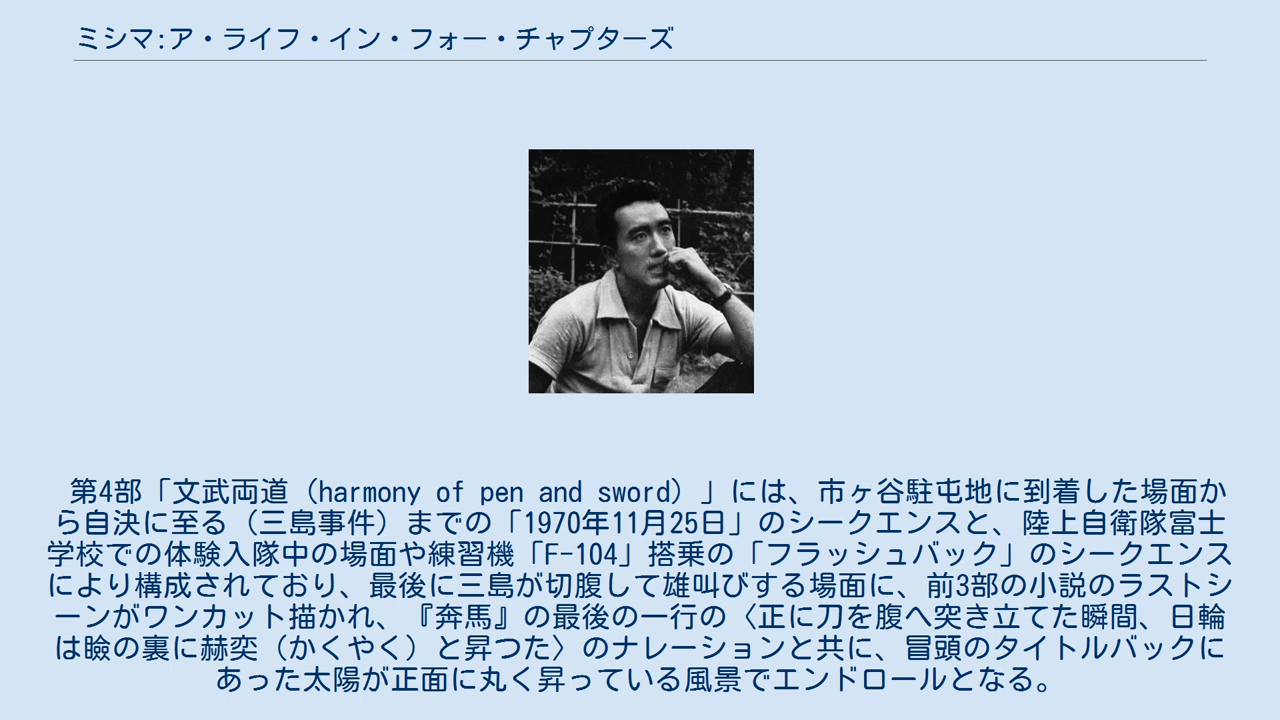 ミシマ:ア・ライフ・イン・フォー・チャプターズ
第4部「文武両道（harmony of pen and sword）」には、市ヶ谷駐屯地に到着した場面か
ら自決に至る（三島事件）までの「1970年11月25日」のシークエンスと、陸上自衛隊富士
学校での体験入隊中の場面や練習機「F-104」搭乗の「フラッシュバック」のシークエンス
により構成されており、最後に三島が切腹して雄叫びする場面に、前3部の小説のラストシ
ーンがワンカット描かれ、『奔馬』の最後の一行の〈正に刀を腹へ突き立てた瞬間、日輪
は瞼の裏に赫奕（かくやく）と昇つた〉のナレーションと共に、冒頭のタイトルバックに
あった太陽が正面に丸く昇っている風景でエンドロールとなる。